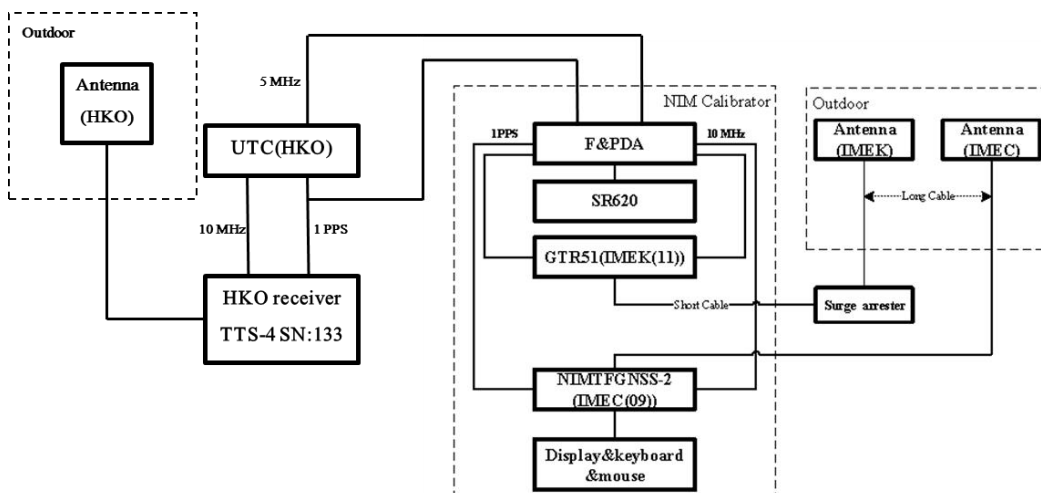 Outdoor
Antenna
(HKO)
5 MHz
UTC(HKO)
10 MHz
1 PPS
HKO receiver
TTS-4 SN:133
NIM Calibrator
1PPS
10 MHz
F&PDA
SR620
GTR51(IMEK(11))
Short Cable
NIMTFGNSS-2
(IMEC(09))
Display&keyboard
&mouse
Outdoor
Antenna
(IMEK)
Antenna
(IMEC)
Long Cable
Surge arrester